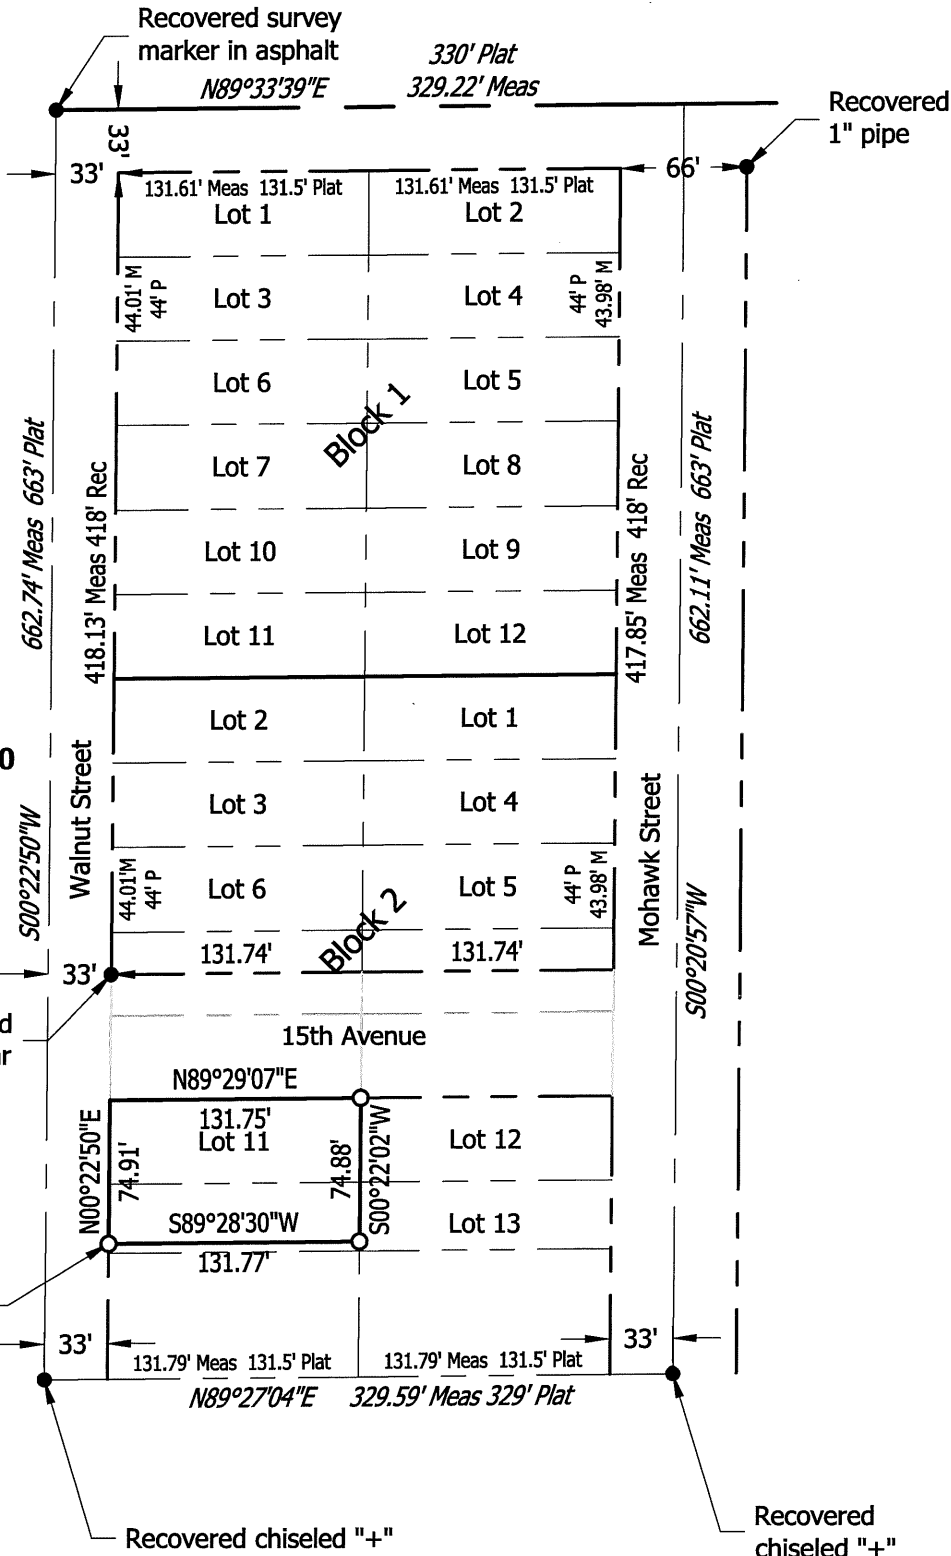 Recovered survey
marker in asphalt
330' Plat
N89°33'39"E 329.22' Meas
Recovered
1" pipe
33'
33'
66'
131.61' Meas 131.5' Plat
131.61' Meas 131.5' Plat
Lot 1
Lot 2
44.01' M
44' P
Lot 3
Lot 4
44' P
43.98' M
Lot 6
Lot 5
Block 1
Lot 7
Lot 8
662.74' Meas 663' Plat
418.13' Meas 418' Rec
417.85' Meas 418' Rec
662.11' Meas 663' Plat
Lot 10
Lot 9
Lot 11
Lot 12
Lot 2
Lot 1
0
Walnut Street
Mohawk Street
Lot 3
Lot 4
S00°22'50"W
S00°20'57"W
44.01'M
44' P
Lot 6
Lot 5
44' P
43.98' M
Block 2
131.74'
131.74'
33'
d
ar
15th Avenue
N89°29'07"E
131.75'
Lot 11
Lot 12
N00°22'50"E
74.91'
74.88'
S00°22'02"W
S89°28'30"W
131.77'
Lot 13
33'
33'
131.79' Meas 131.5' Plat
131.79' Meas 131.5' Plat
N89°27'04"E 329.59' Meas 329' Plat
Recovered chiseled "+"
Recovered
chiseled "+"